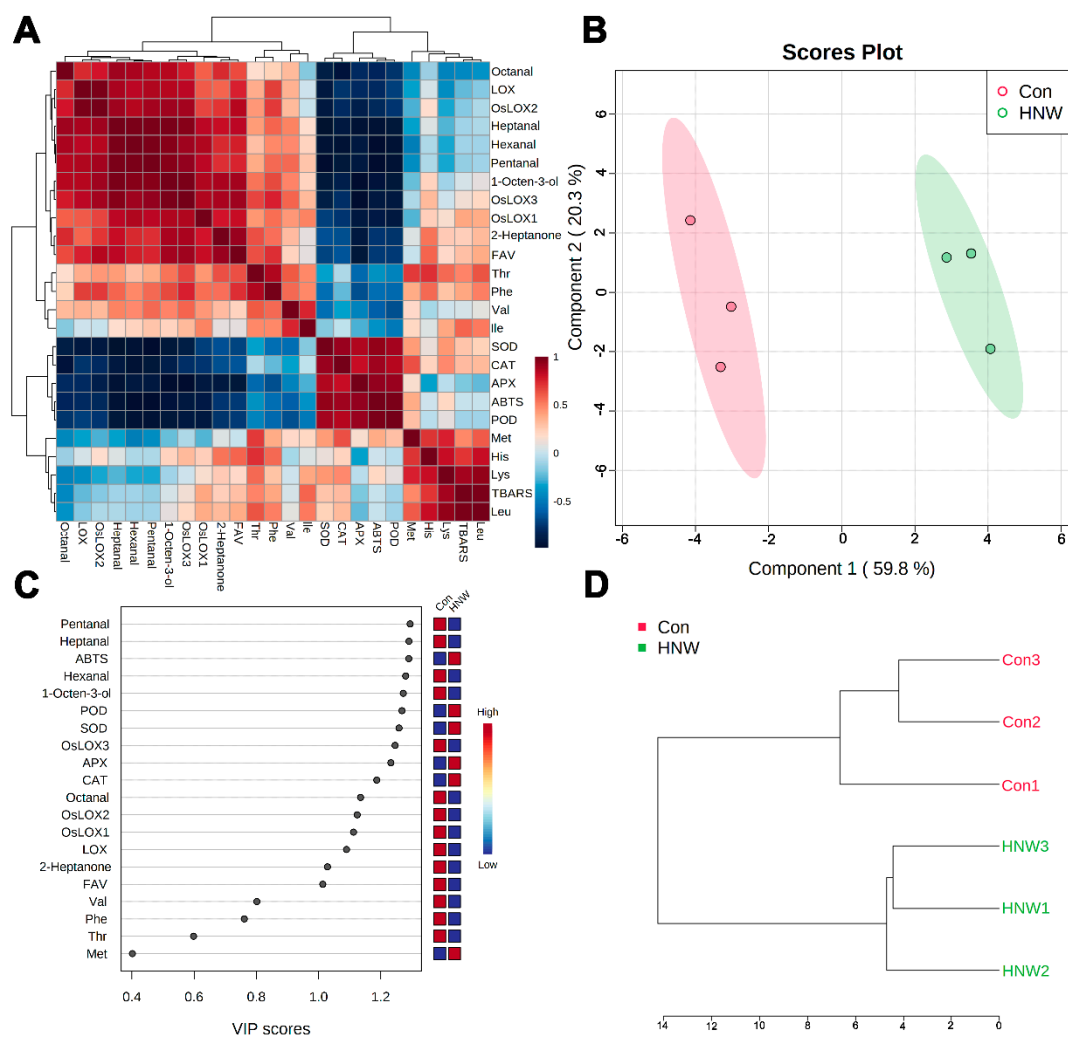 A
Octanal
LOX
OsLOX2
Heptanal
Hexanal
Pentanal
1-Octen-3-ol
OsLOX3
OsLOX1
2-Heptanone
FAV
Thr
Phe
Val
Ile
SOD
CAT
APX
ABTS
POD
Met
His
Lys
TBARS
Leu
1
0.5
0
-0.5
Octanal
LOX
OsLOX2
Heptanal
Hexanal
Pentanal
1-Octen-3-ol
OsLOX3
OsLOX1
2-Heptanone
FAV
Thr
Phe
Val
Ile
SOD
CAT
APX
ABTS
POD
Met
His
Lys
TBARS
Leu
B
Scores Plot
Con
HNW
Component 2 ( 20.3 %)
6
4
2
0
-2
-4
-6
-6 -4 -2 0 2 4 6
Component 1 ( 59.8 %)
C
Con HNW
Pentanal
Heptanal
ABTS
Hexanal
1-Octen-3-ol
POD
SOD
OsLOX3
APX
CAT
Octanal
OsLOX2
OsLOX1
LOX
2-Heptanone
FAV
Val
Phe
Thr
Met
High
Low
0.4 0.6 0.8 1.0 1.2
VIP scores
D
Con
HNW
Con3
Con2
Con1
HNW3
HNW1
HNW2
14 12 10 8 6 4 2 0